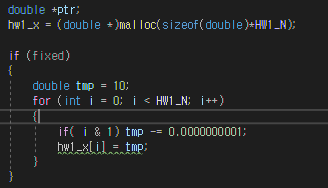 double *ptr;
hw1_x = (double *)malloc(sizeof(double)*HW1_N);
if (fixed)
{
double tmp = 10;
for (int i = 0; i < HW1_N; i++)
{
if( i & 1) tmp -= 0.0000000001;
hw1_x[i] = tmp;
}
}